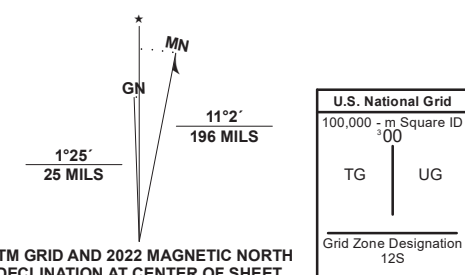 ★
MN
GN
11°2´
196 MILS
1°25´
25 MILS
TM GRID AND 2022 MAGNETIC NORTH
DECLINATION AT CENTER OF SHEET
U.S. National Grid
100,000 - m Square ID
³00
TG UG
Grid Zone Designation
12S